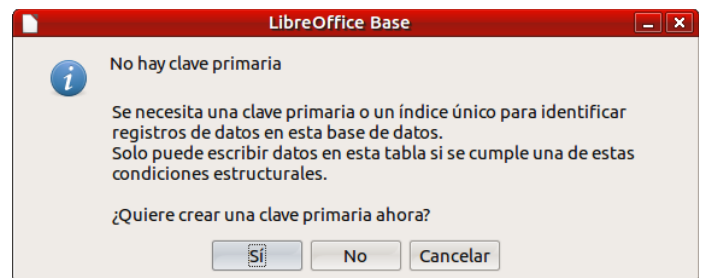 LibreOffice Base
No hay clave primaria
Se necesita una clave primaria o un índice único para identificar
registros de datos en esta base de datos.
Solo puede escribir datos en esta tabla si se cumple una de estas
condiciones estructurales.
¿Quiere crear una clave primaria ahora?
Sí No Cancelar